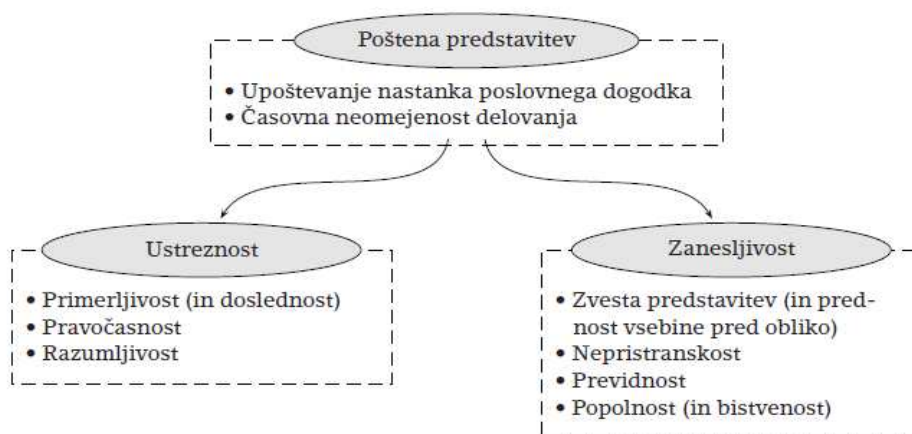 Poštena predstavitev
• Upoštevanje nastanka poslovnega dogodka
• Časovna neomejenost delovanja
Ustreznost
• Primerljivost (in doslednost)
• Pravočasnost
• Razumljivost
Zanesljivost
• Zvesta predstavitev (in pred-
nost vsebine pred obliko)
• Nepristranskost
• Previdnost
• Popolnost (in bistvenost)